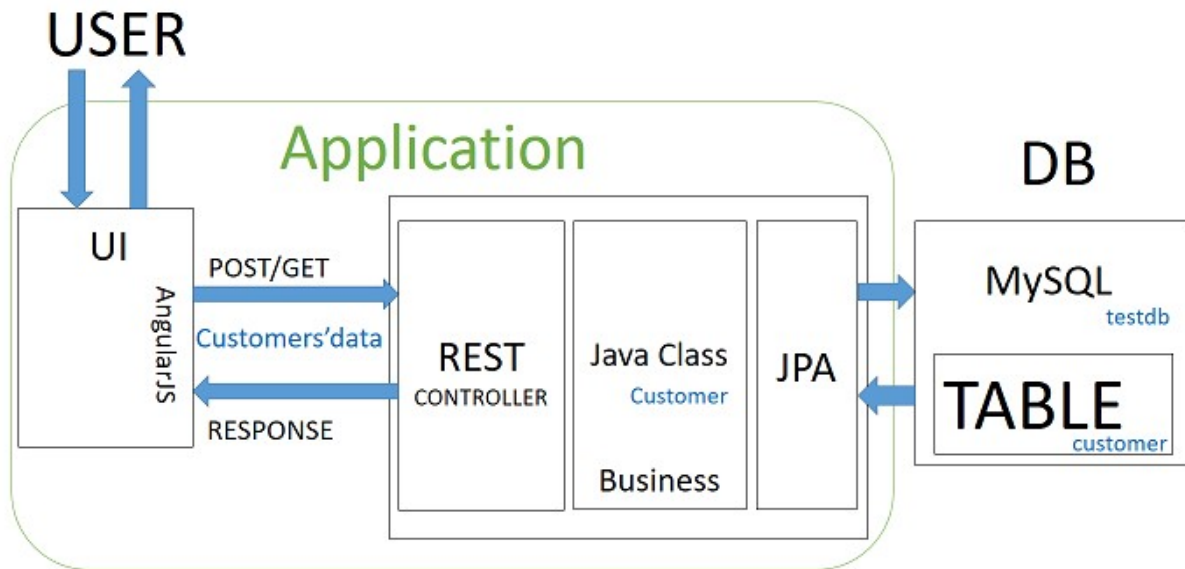 USER
Application
DB
UI
AngularJS
POST/GET
Customers'data
RESPONSE
REST
CONTROLLER
Java Class
Customer
Business
JPA
MySQL
testdb
TABLE
customer